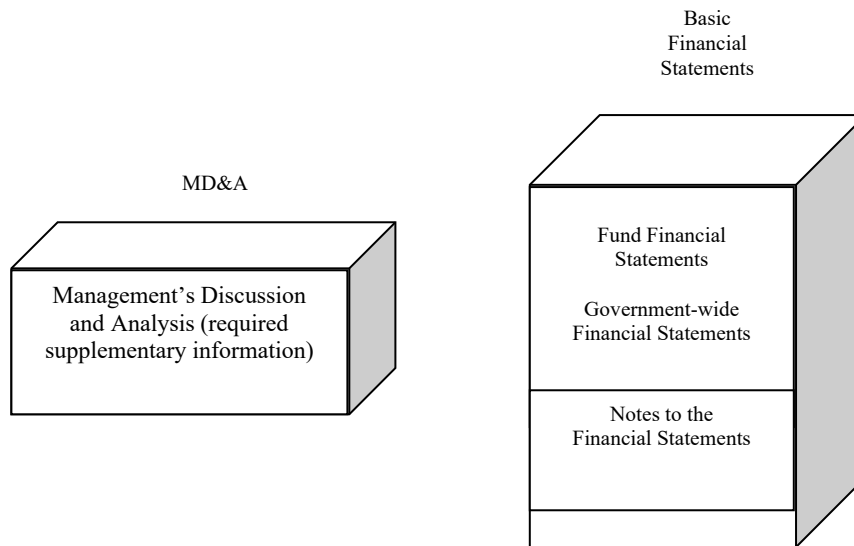 MD&A
Management’s Discussion
and Analysis (required
supplementary information)
Basic
Financial
Statements
Fund Financial
Statements
Government-wide
Financial Statements
Notes to the
Financial Statements